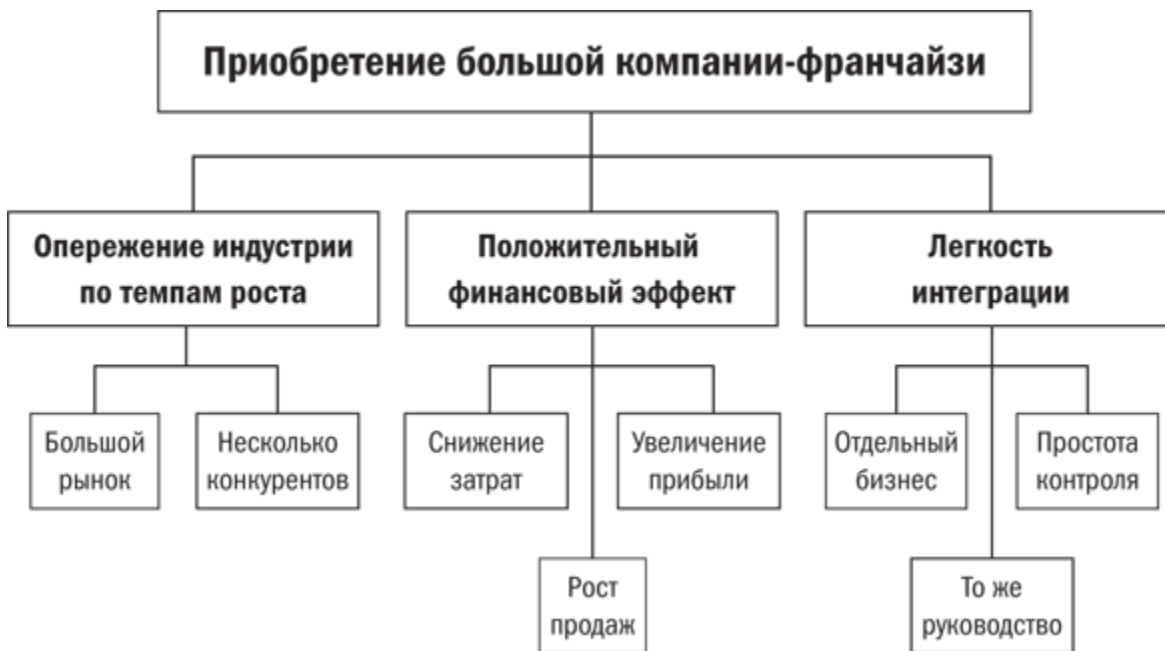 Приобретение большой компании-франчайзи
Опережение индустрии
по темпам роста
Положительный
финансовый эффект
Легкость
интеграции
Большой
рынок
Несколько
конкурентов
Снижение
затрат
Увеличение
прибыли
Отдельный
бизнес
Простота
контроля
Рост
продаж
То же
руководство